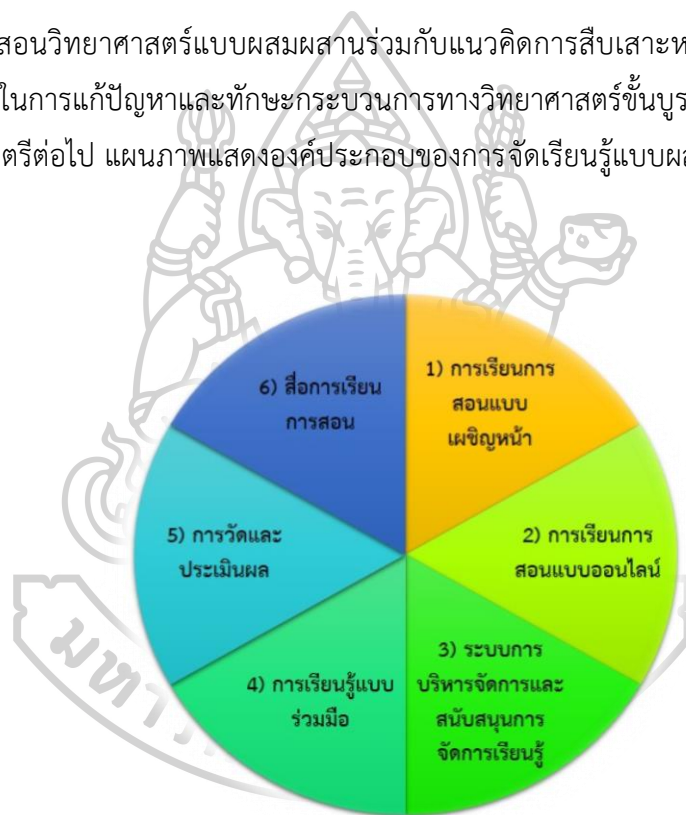 สอนวิทยาศาสตร์แบบผสมผสานร่วมกับแนวคิดการสืบเสาะห
ในการแก้ปัญหาและทักษะกระบวนการทางวิทยาศาสตร์ขั้นบูร
ตรีต่อไป แผนภาพแสดงองค์ประกอบของการจัดเรียนรู้แบบผส
1) การเรียนการ
สอนแบบ
เผชิญหน้า
2) การเรียนการ
สอนแบบออนไลน์
3) ระบบการ
บริหารจัดการและ
สนับสนุนการ
จัดการเรียนรู้
4) การเรียนรู้แบบ
ร่วมมือ
5) การวัดและ
ประเมินผล
6) สื่อการเรียน
การสอน